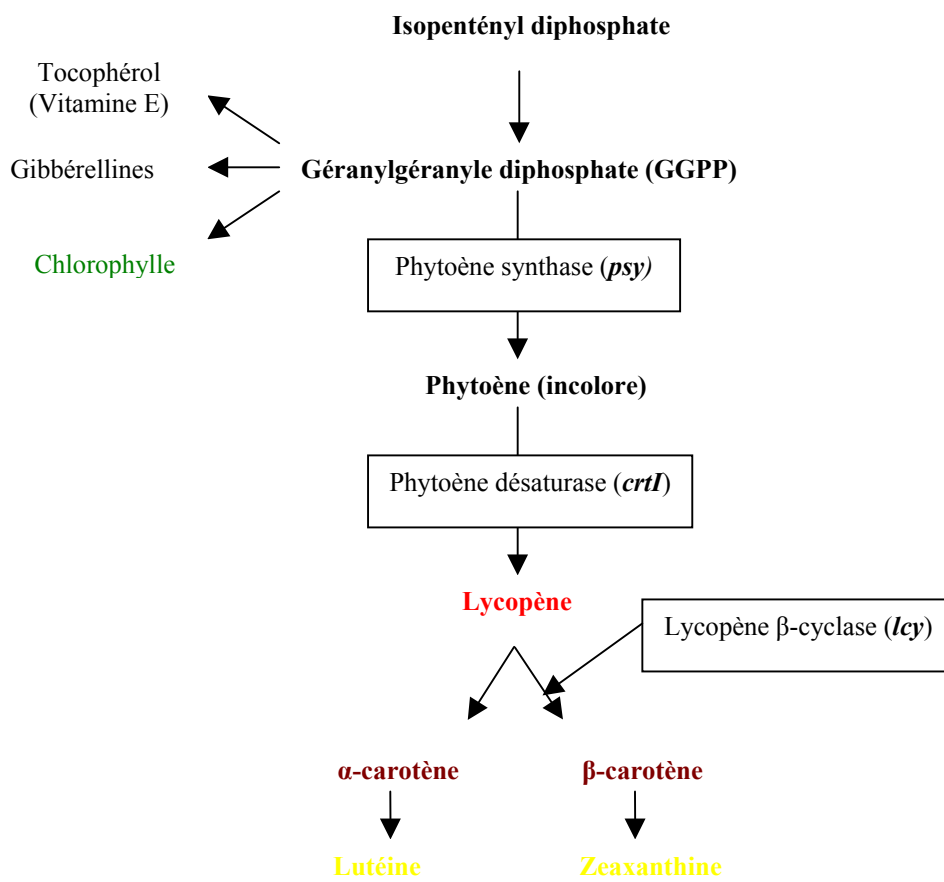 Isopentényl diphosphate
Tocophérol
(Vitamine E)
Gibbérellines
Géranylgéranyle diphosphate (GGPP)
Chlorophylle
Phytoène synthase (psy)
Phytoène (incolore)
Phytoène désaturase (crtI)
Lycopène
Lycopène β-cyclase (lcy)
α-carotène
β-carotène
Lutéine
Zeaxanthine